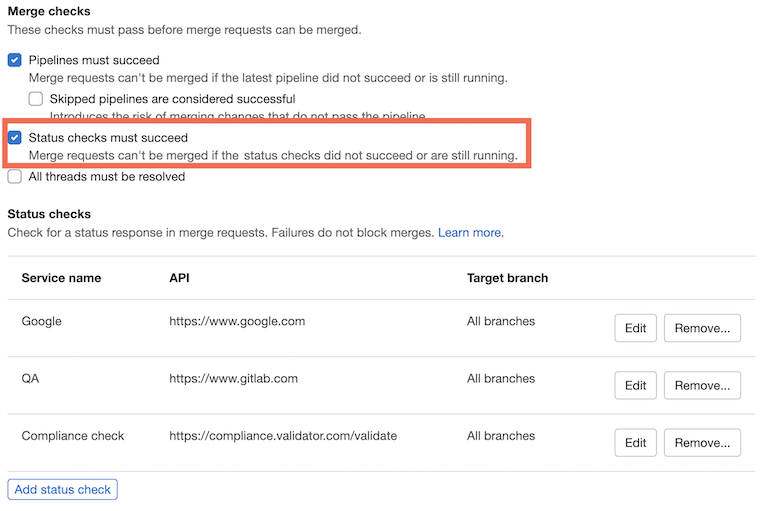 Merge checks
These checks must pass before merge requests can be merged.
Pipelines must succeed
Merge requests can't be merged if the latest pipeline did not succeed or is still running.
Skipped pipelines are considered successful
Introduces the risk of merging changes that do not pass the pipeline.
Status checks must succeed
Merge requests can't be merged if the status checks did not succeed or are still running.
All threads must be resolved
Status checks
Check for a status response in merge requests. Failures do not block merges. Learn more.
Service name API Target branch
Google https://www.google.com All branches Edit Remove...
QA https://www.gitlab.com All branches Edit Remove...
Compliance check https://compliance.validator.com/validate All branches Edit Remove...
Add status check